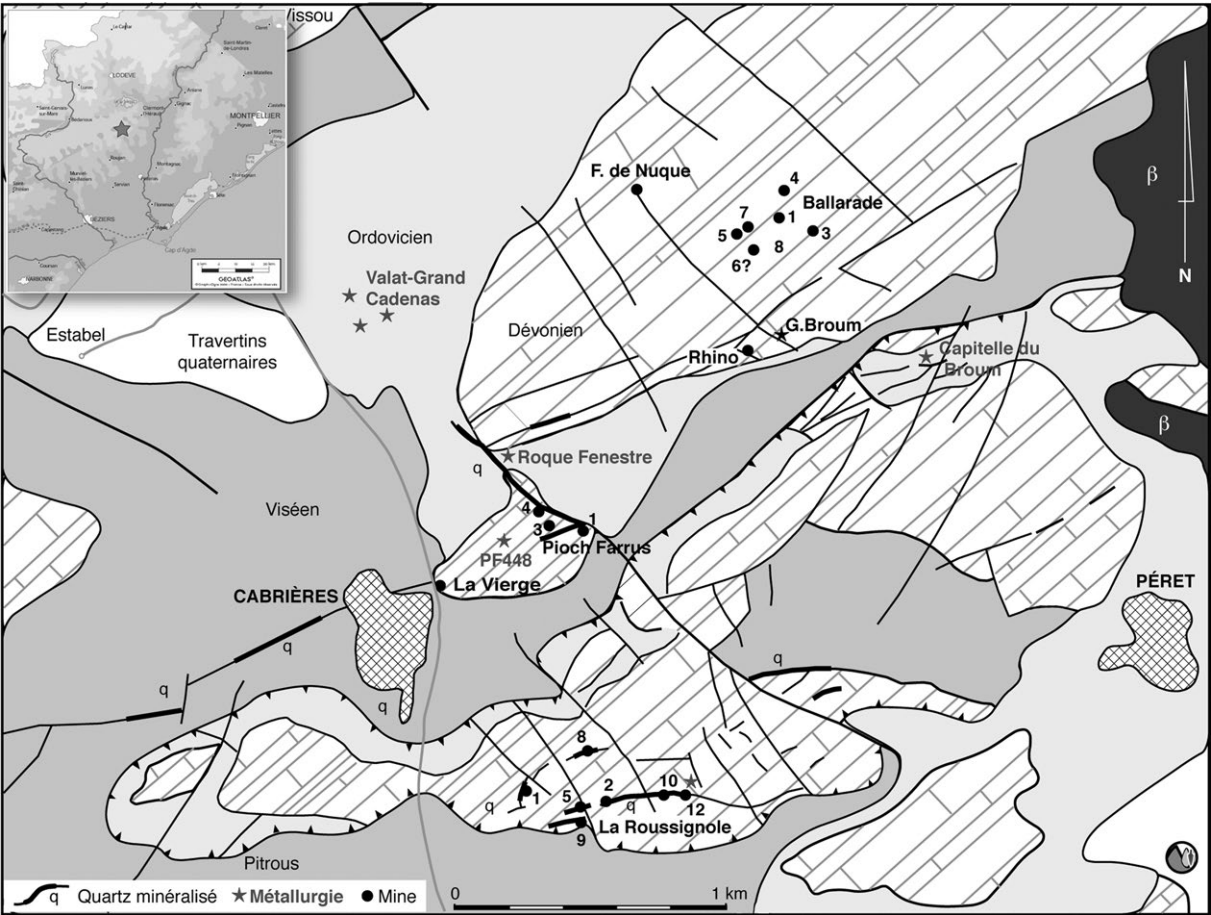 Vissou
LODÈVE
MONTPELLIER
BÉZIERS
NARBONNE
Cap d'Agde
GEOATLAS
β
N
F. de Nuque
4
Ballarade
7
1
5
3
8
6?
Ordovicien
Valat-Grand
Cadenas
G.Broum
Dévonien
Rhino
Capitelle du
Broum
Estabel
Travertins
quaternaires
β
Roque Fenestre
q
4
1
3
Pioch Farrus
PF448
Viséen
La Vierge
CABRIÈRES
PÉRET
q
q
q
q
8
1
2
10
5
q
q
12
La Roussignole
9
Pitrous
q
Quartz minéralisé
Métallurgie
Mine
0
1 km